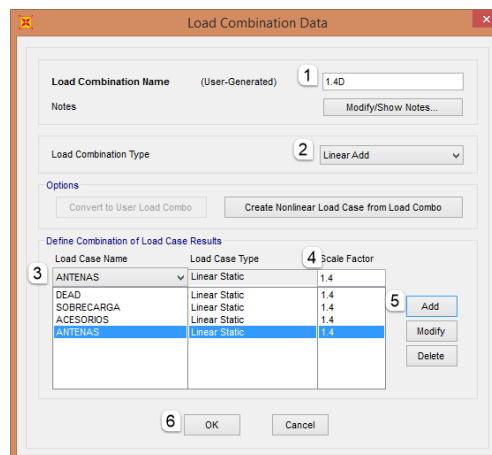 Load Combination Data
Load Combination Name (User-Generated) 1 1.4D
Notes Modify/Show Notes...
Load Combination Type 2 Linear Add
Options
Convert to User Load Combo Create Nonlinear Load Case from Load Combo
Define Combination of Load Case Results
Load Case Name Load Case Type 4 Scale Factor
3 ANTENAS Linear Static 1.4
DEAD Linear Static 1.4
SOBRECARGA Linear Static 1.4
ACESORIOS Linear Static 1.4
ANTENAS Linear Static 1.4
5 Add
Modify
Delete
6 OK Cancel